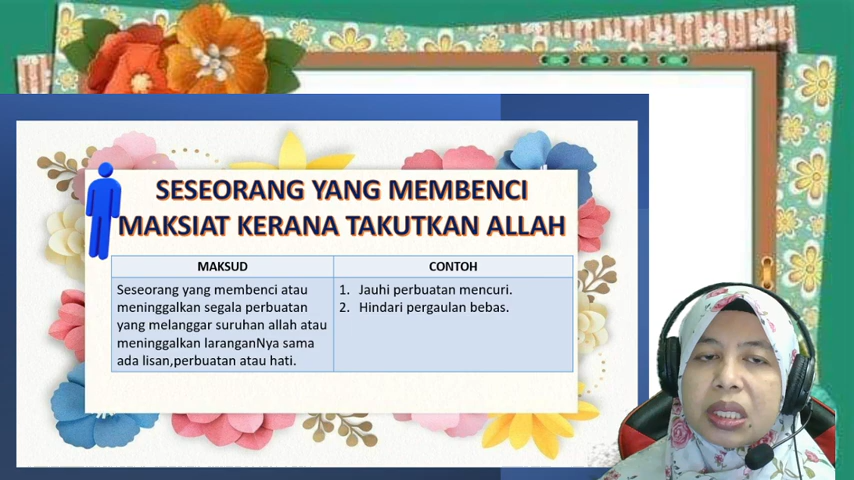 SESEORANG YANG MEMBENCI
MAKSIAT KERANA TAKUTKAN ALLAH
MAKSUD
CONTOH
Seseorang yang membenci atau
meninggalkan segala perbuatan
yang melanggar suruhan allah atau
meninggalkan laranganNya sama
ada lisan,perbuatan atau hati.
1. Jauhi perbuatan mencuri.
2. Hindari pergaulan bebas.